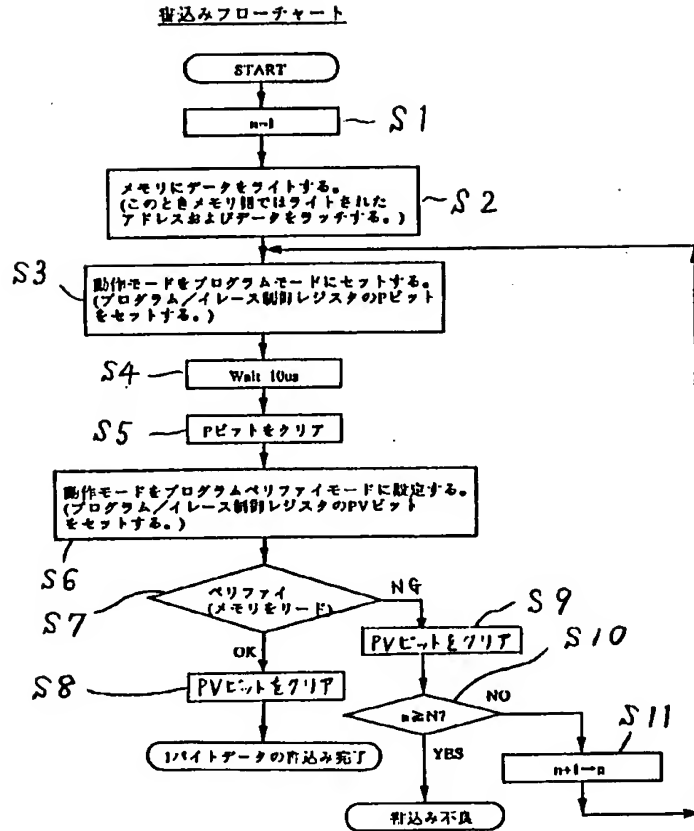 書込みフローチャート
START
n=1
S1
メモリにデータをライトする。
(このときメモリ側ではライトされた
アドレスおよびデータをラッチする。)
S2
S3
動作モードをプログラムモードにセットする。
(プログラム/イレース制御レジスタのPビット
をセットする。)
S4
Wait 10us
S5
Pビットをクリア
動作モードをプログラムベリファイモードに設定する。
(プログラム/イレース制御レジスタのPVビット
をセットする。)
S6
S7
ベリファイ
(メモリをリード)
NG
S9
PVビットをクリア
S10
OK
S8
PVビットをクリア
n≧N?
NO
S11
YES
n+1→n
1バイトデータの書込み完了
書込み不良